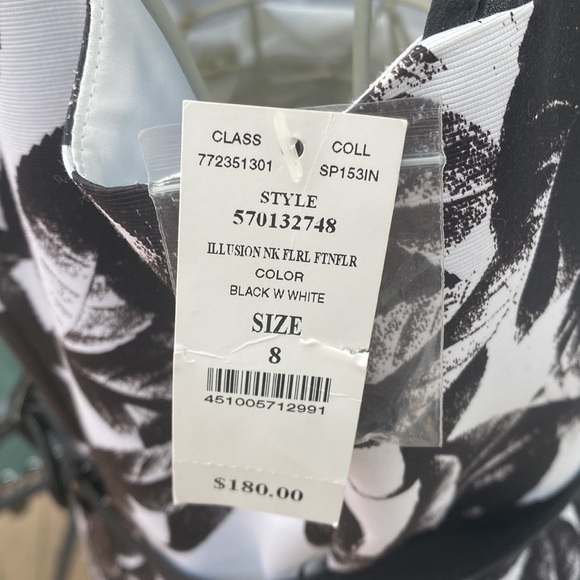 CLASS COLL
772351301 SP153IN
STYLE
570132748
ILLUSION NK FLRL FTNFLR
COLOR
BLACK W WHITE
SIZE
8
451005712991
$180.00